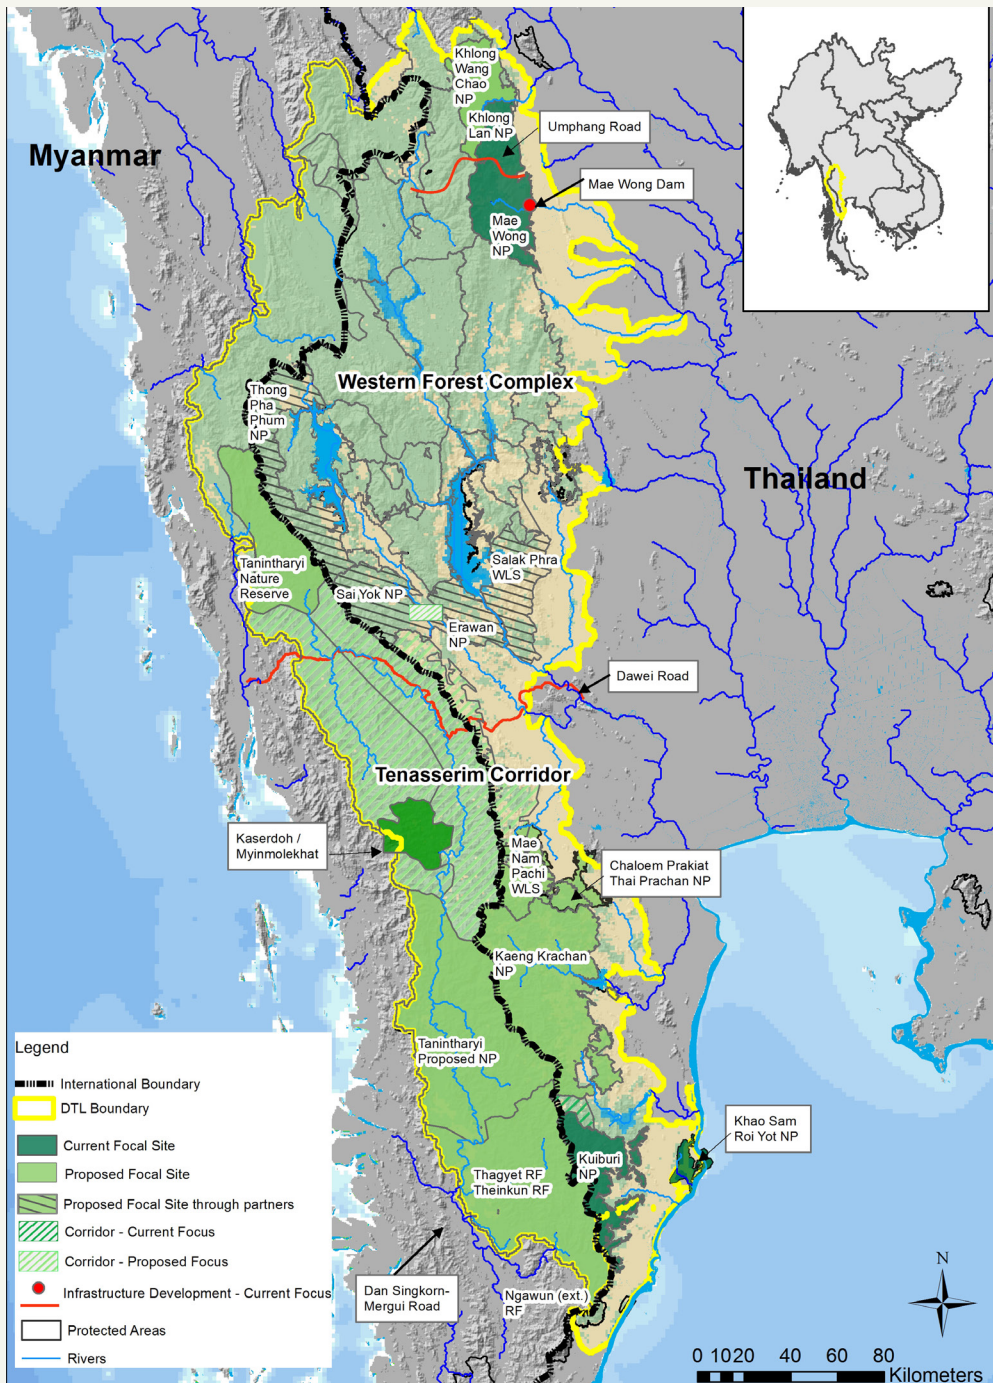 Khlong
Wang
Chao
NP
Khlong
Lan NP
Umphang Road
Myanmar
Mae Wong Dam
Mae
Wong
NP
Western Forest Complex
Thong
Pha
Phum
NP
Thailand
Salak Phra
WLS
Tanintharyi
Nature
Reserve
Sai Yok NP
Erawan
NP
Dawei Road
Tenasserim Corridor
Kaserdoh /
Myinmolekhat
Mae
Nam
Pachi
WLS
Chaloem Prakiat
Thai Prachan NP
Kaeng Krachan
NP
Tanintharyi
Proposed NP
Khao Sam
Roi Yot NP
Kuiburi
NP
Thagyet RF
Theinkun RF
Dan Singkorn-
Mergui Road
Ngawun (ext.)
RF
Legend
International Boundary
DTL Boundary
Current Focal Site
Proposed Focal Site
Proposed Focal Site through partners
Corridor - Current Focus
Corridor - Proposed Focus
Infrastructure Development - Current Focus
Protected Areas
Rivers
N
0 10 20 40 60 80
Kilometers